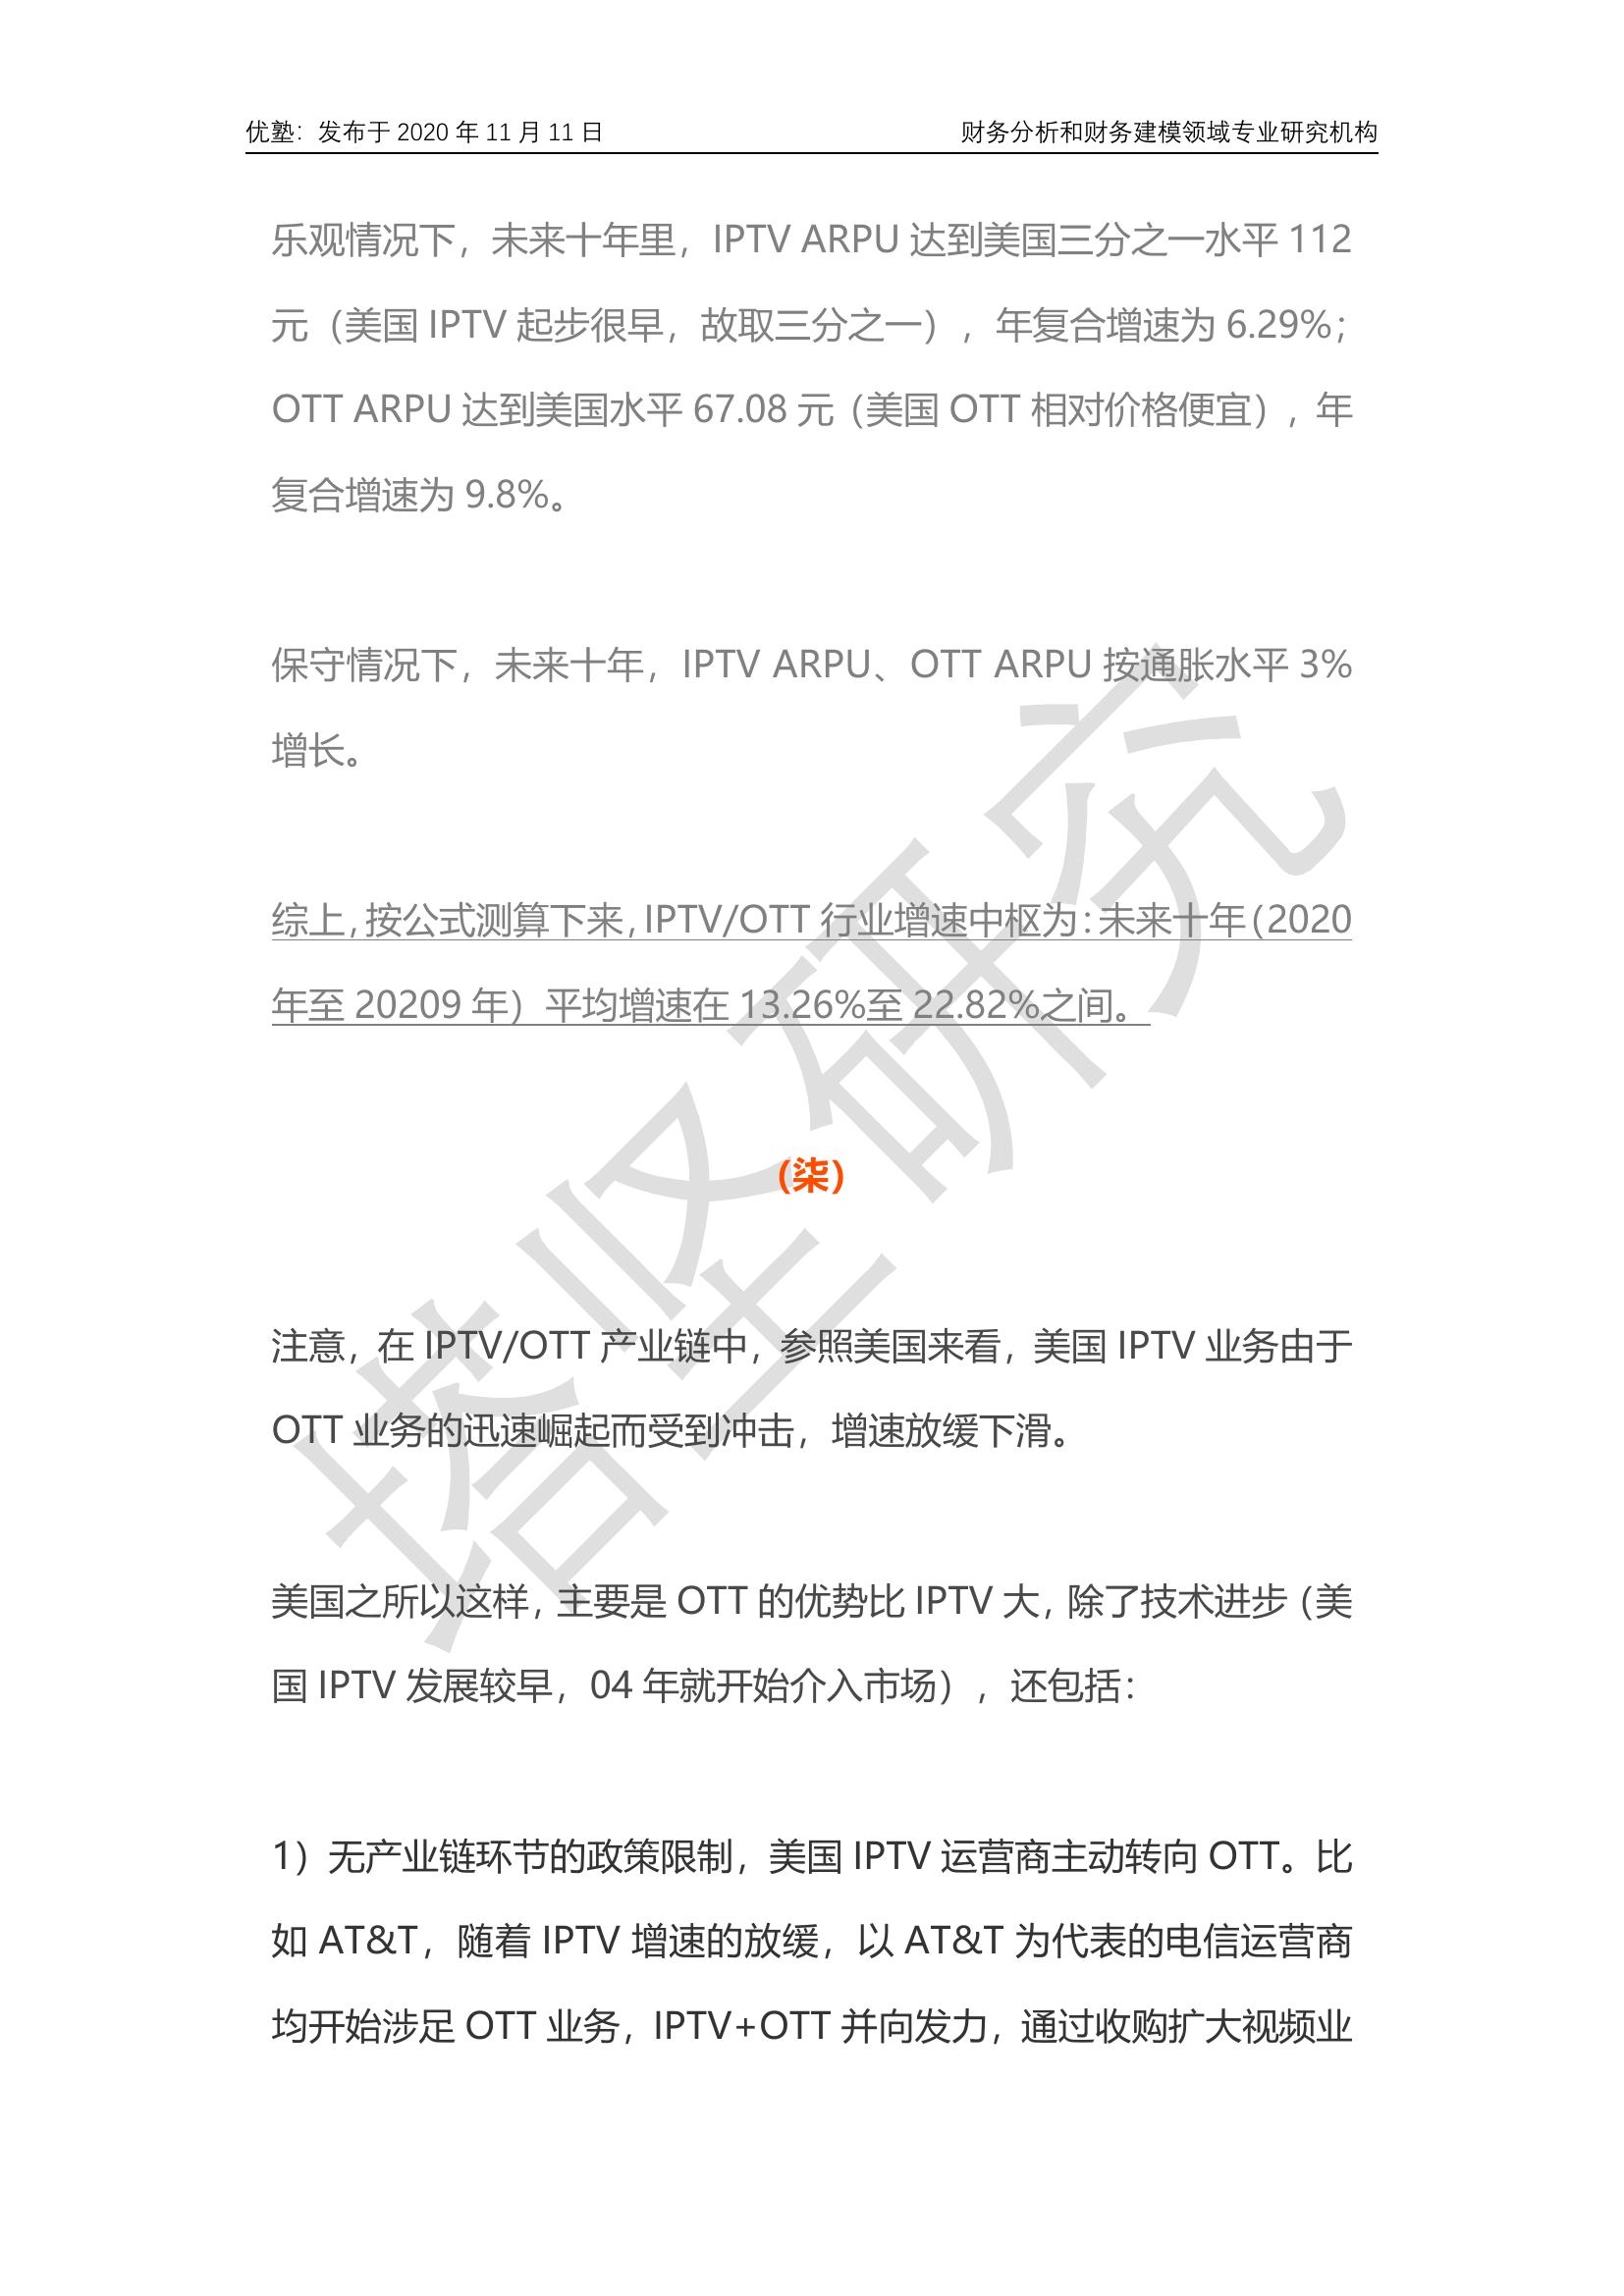 优塾：发布于 2020 年 11 月 11 日 财务分析和财务建模领域专业研究机构
乐观情况下，未来十年里，IPTV ARPU 达到美国三分之一水平 112
元（美国 IPTV 起步很早，故取三分之一），年复合增速为 6.29%；
OTT ARPU 达到美国水平 67.08 元（美国 OTT 相对价格便宜），年
复合增速为 9.8%。
保守情况下，未来十年，IPTV ARPU、OTT ARPU 按通胀水平 3%
增长。
综上，按公式测算下来，IPTV/OTT 行业增速中枢为：未来十年（2020
年至 20209 年）平均增速在 13.26%至 22.82%之间。
（柒）
注意，在 IPTV/OTT 产业链中，参照美国来看，美国 IPTV 业务由于
OTT 业务的迅速崛起而受到冲击，增速放缓下滑。
美国之所以这样，主要是 OTT 的优势比 IPTV 大，除了技术进步（美
国 IPTV 发展较早，04 年就开始介入市场），还包括：
1）无产业链环节的政策限制，美国 IPTV 运营商主动转向 OTT。比
如 AT&T，随着 IPTV 增速的放缓，以 AT&T 为代表的电信运营商
均开始涉足 OTT 业务，IPTV+OTT 并向发力，通过收购扩大视频业
塔坚研究